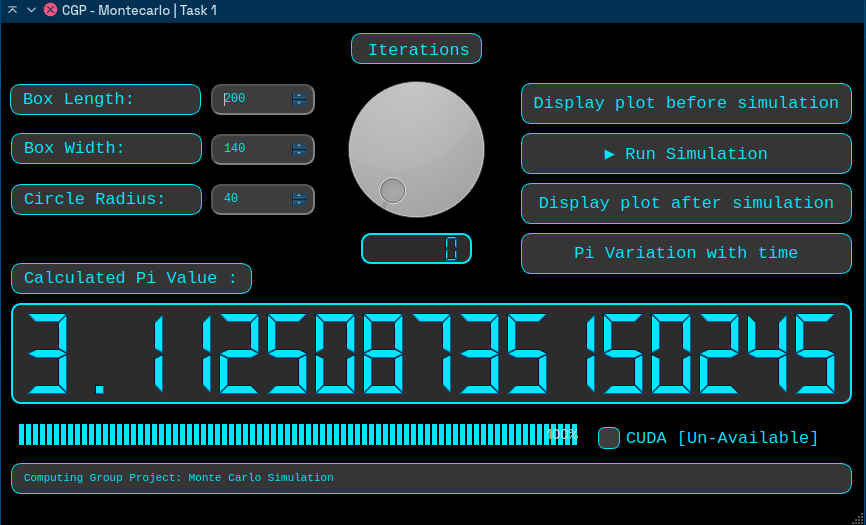 CGP - Montecarlo | Task 1
Iterations
Box Length:
200
Box Width:
140
Circle Radius:
40
0
Display plot before simulation
▶ Run Simulation
Display plot after simulation
Pi Variation with time
Calculated Pi Value :
3.112508735150245
100%
CUDA [Un-Available]
Computing Group Project: Monte Carlo Simulation